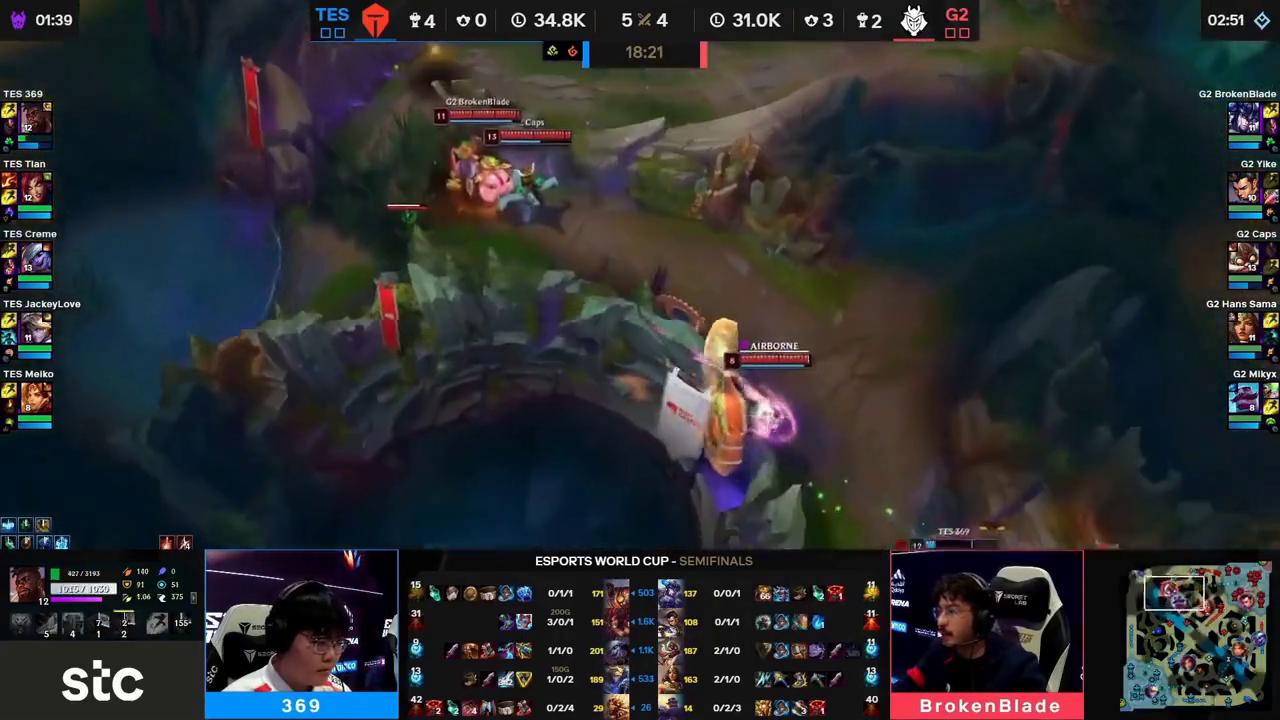 01:39
TES 4 0 34.8K 5 4 31.0K 3 2 G2
02:51
18:21
TES 369
12
TES Tian
12
TES Creme
13
TES JackeyLove
11
TES Meiko
8
G2 BrokenBlade
11
G2 Yike
10
G2 Caps
13
G2 Hans Sama
11
G2 Mikyx
8
G2 BrokenBlade
11
Caps
13
AIRBORNE
8
TES 369
12
427 / 3193
1015 / 1030
140 0
91 51
1.06 375
12
155
stc
369
ESPORTS WORLD CUP - SEMIFINALS
15 0/1/1 171 503 137 0/0/1 11
200G
31 3/0/1 151 1.6K 108 0/1/1 11
9 1/1/0 201 1.1K 187 2/1/0 11
150G
13 1/0/2 189 533 163 2/1/0 13
42 0/2/4 29 26 14 0/2/3 40
SECRET LAB
BrokenBlade